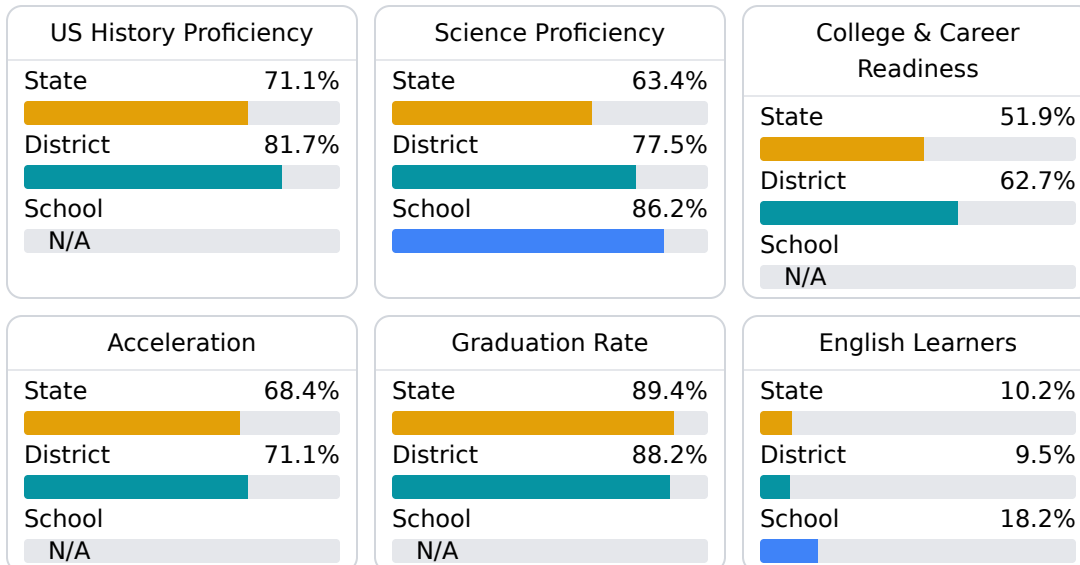 US History Proficiency
State 71.1%
District 81.7%
School
N/A
Science Proficiency
State 63.4%
District 77.5%
School 86.2%
College & Career
Readiness
State 51.9%
District 62.7%
School
N/A
Acceleration
State 68.4%
District 71.1%
School
N/A
Graduation Rate
State 89.4%
District 88.2%
School
N/A
English Learners
State 10.2%
District 9.5%
School 18.2%